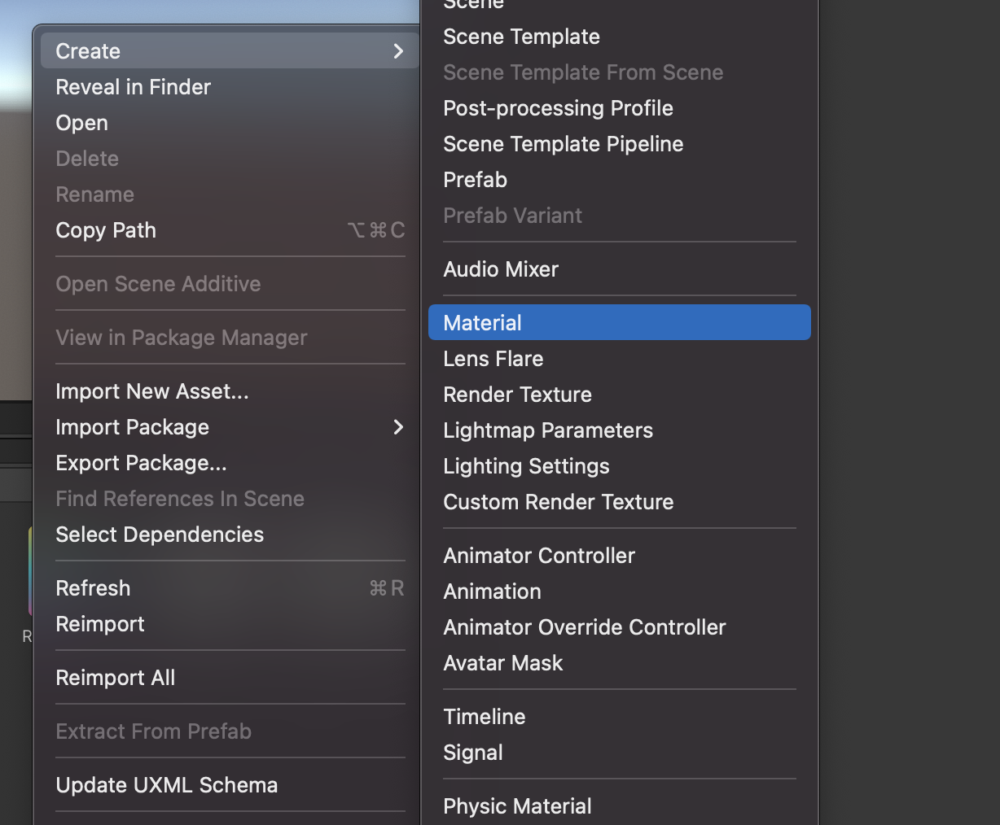 Create
Reveal in Finder
Open
Delete
Rename
Copy Path ⌥⌘C
Open Scene Additive
View in Package Manager
Import New Asset...
Import Package
Export Package...
Find References In Scene
Select Dependencies
Refresh ⌘R
Reimport
Reimport All
Extract From Prefab
Update UXML Schema
Scene
Scene Template
Scene Template From Scene
Post-processing Profile
Scene Template Pipeline
Prefab
Prefab Variant
Audio Mixer
Material
Lens Flare
Render Texture
Lightmap Parameters
Lighting Settings
Custom Render Texture
Animator Controller
Animation
Animator Override Controller
Avatar Mask
Timeline
Signal
Physic Material